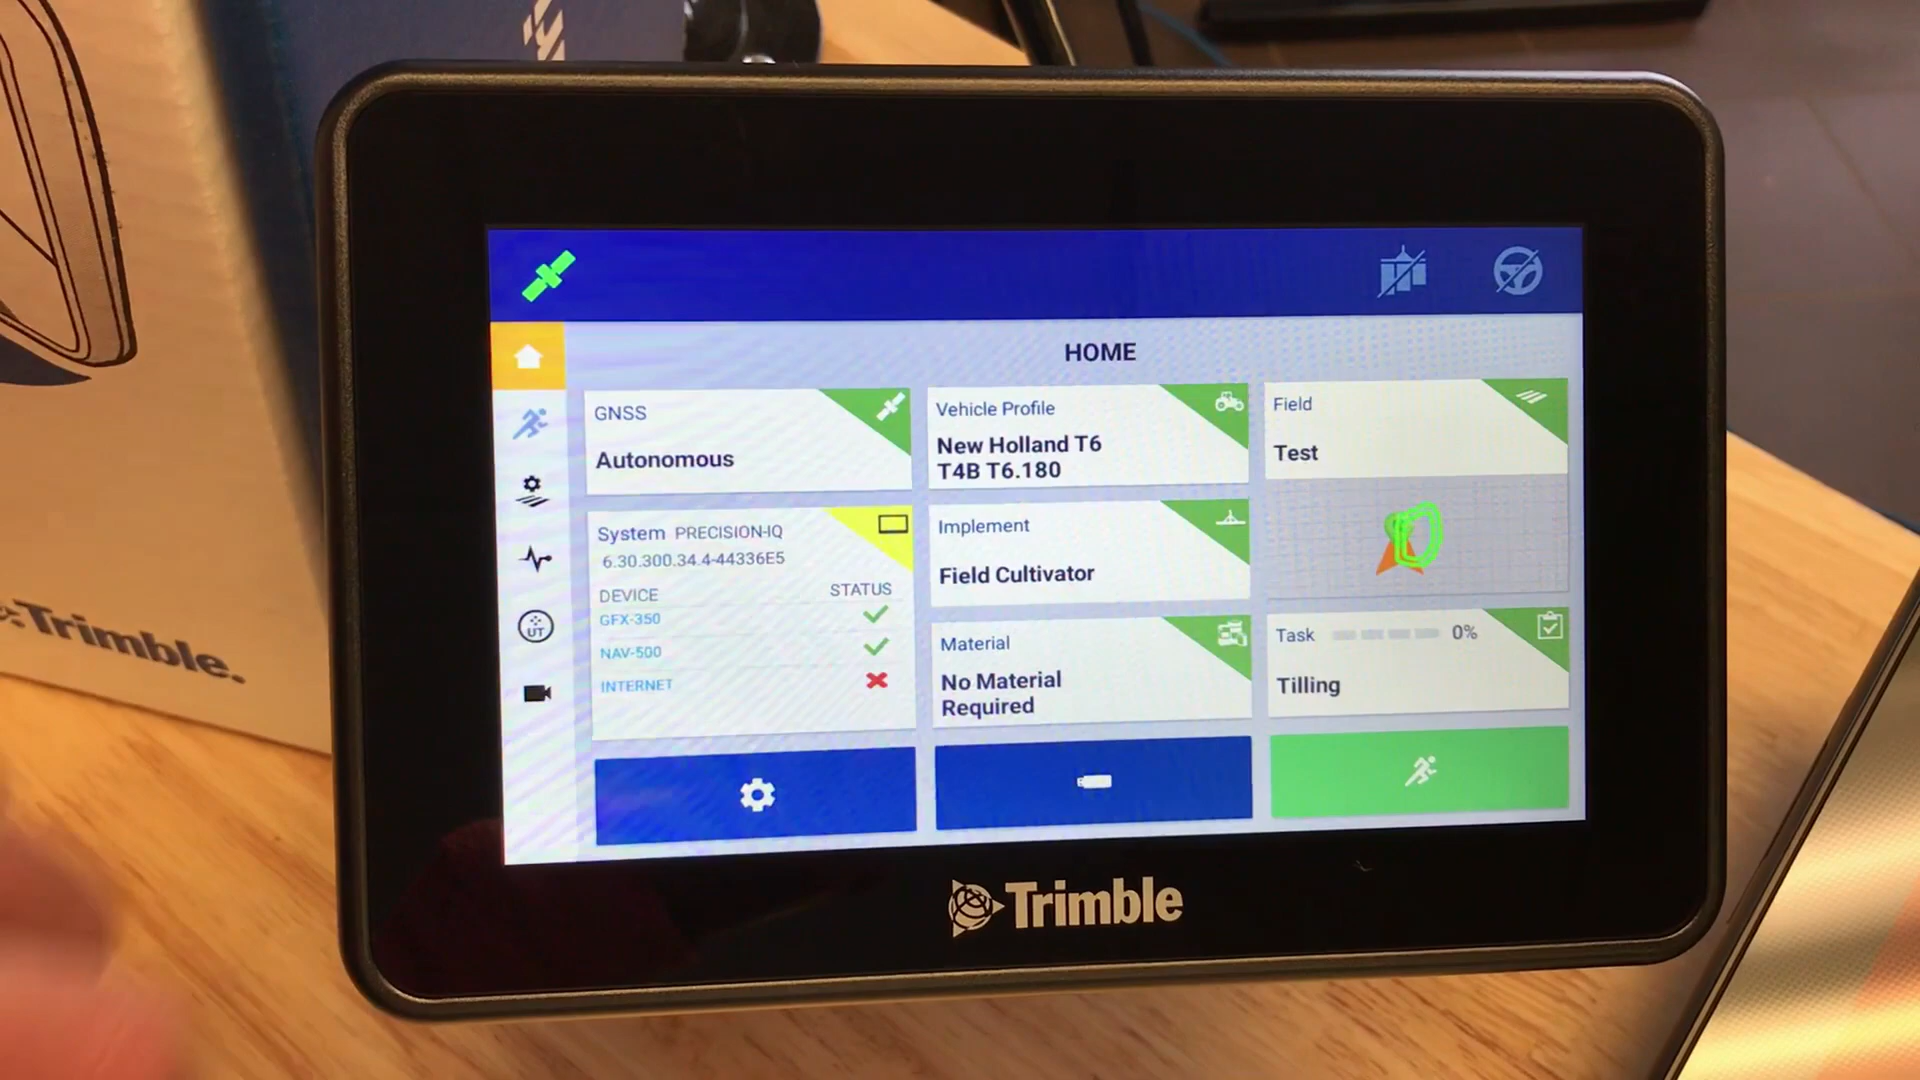 HOME
GNSS
Autonomous
Vehicle Profile
New Holland T6
T4B T6.180
Field
Test
System PRECISION-IQ
6.30.300.34.4-44336E5
DEVICE STATUS
GFX-350
NAV-500
INTERNET
Implement
Field Cultivator
Material
No Material
Required
Task 0%
Tilling
UT
Trimble
Trimble.